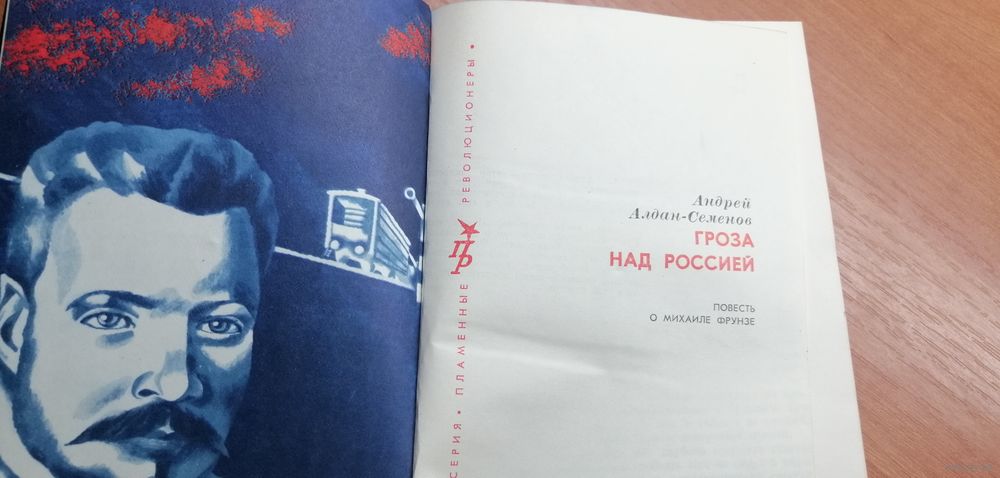 СЕРИЯ • ПЛАМЕННЫЕ ПР РЕВОЛЮЦИОНЕРЫ •
Андрей
Алдан-Семенов
ГРОЗА
НАД РОССИЕЙ
ПОВЕСТЬ
О МИХАИЛЕ ФРУНЗЕ